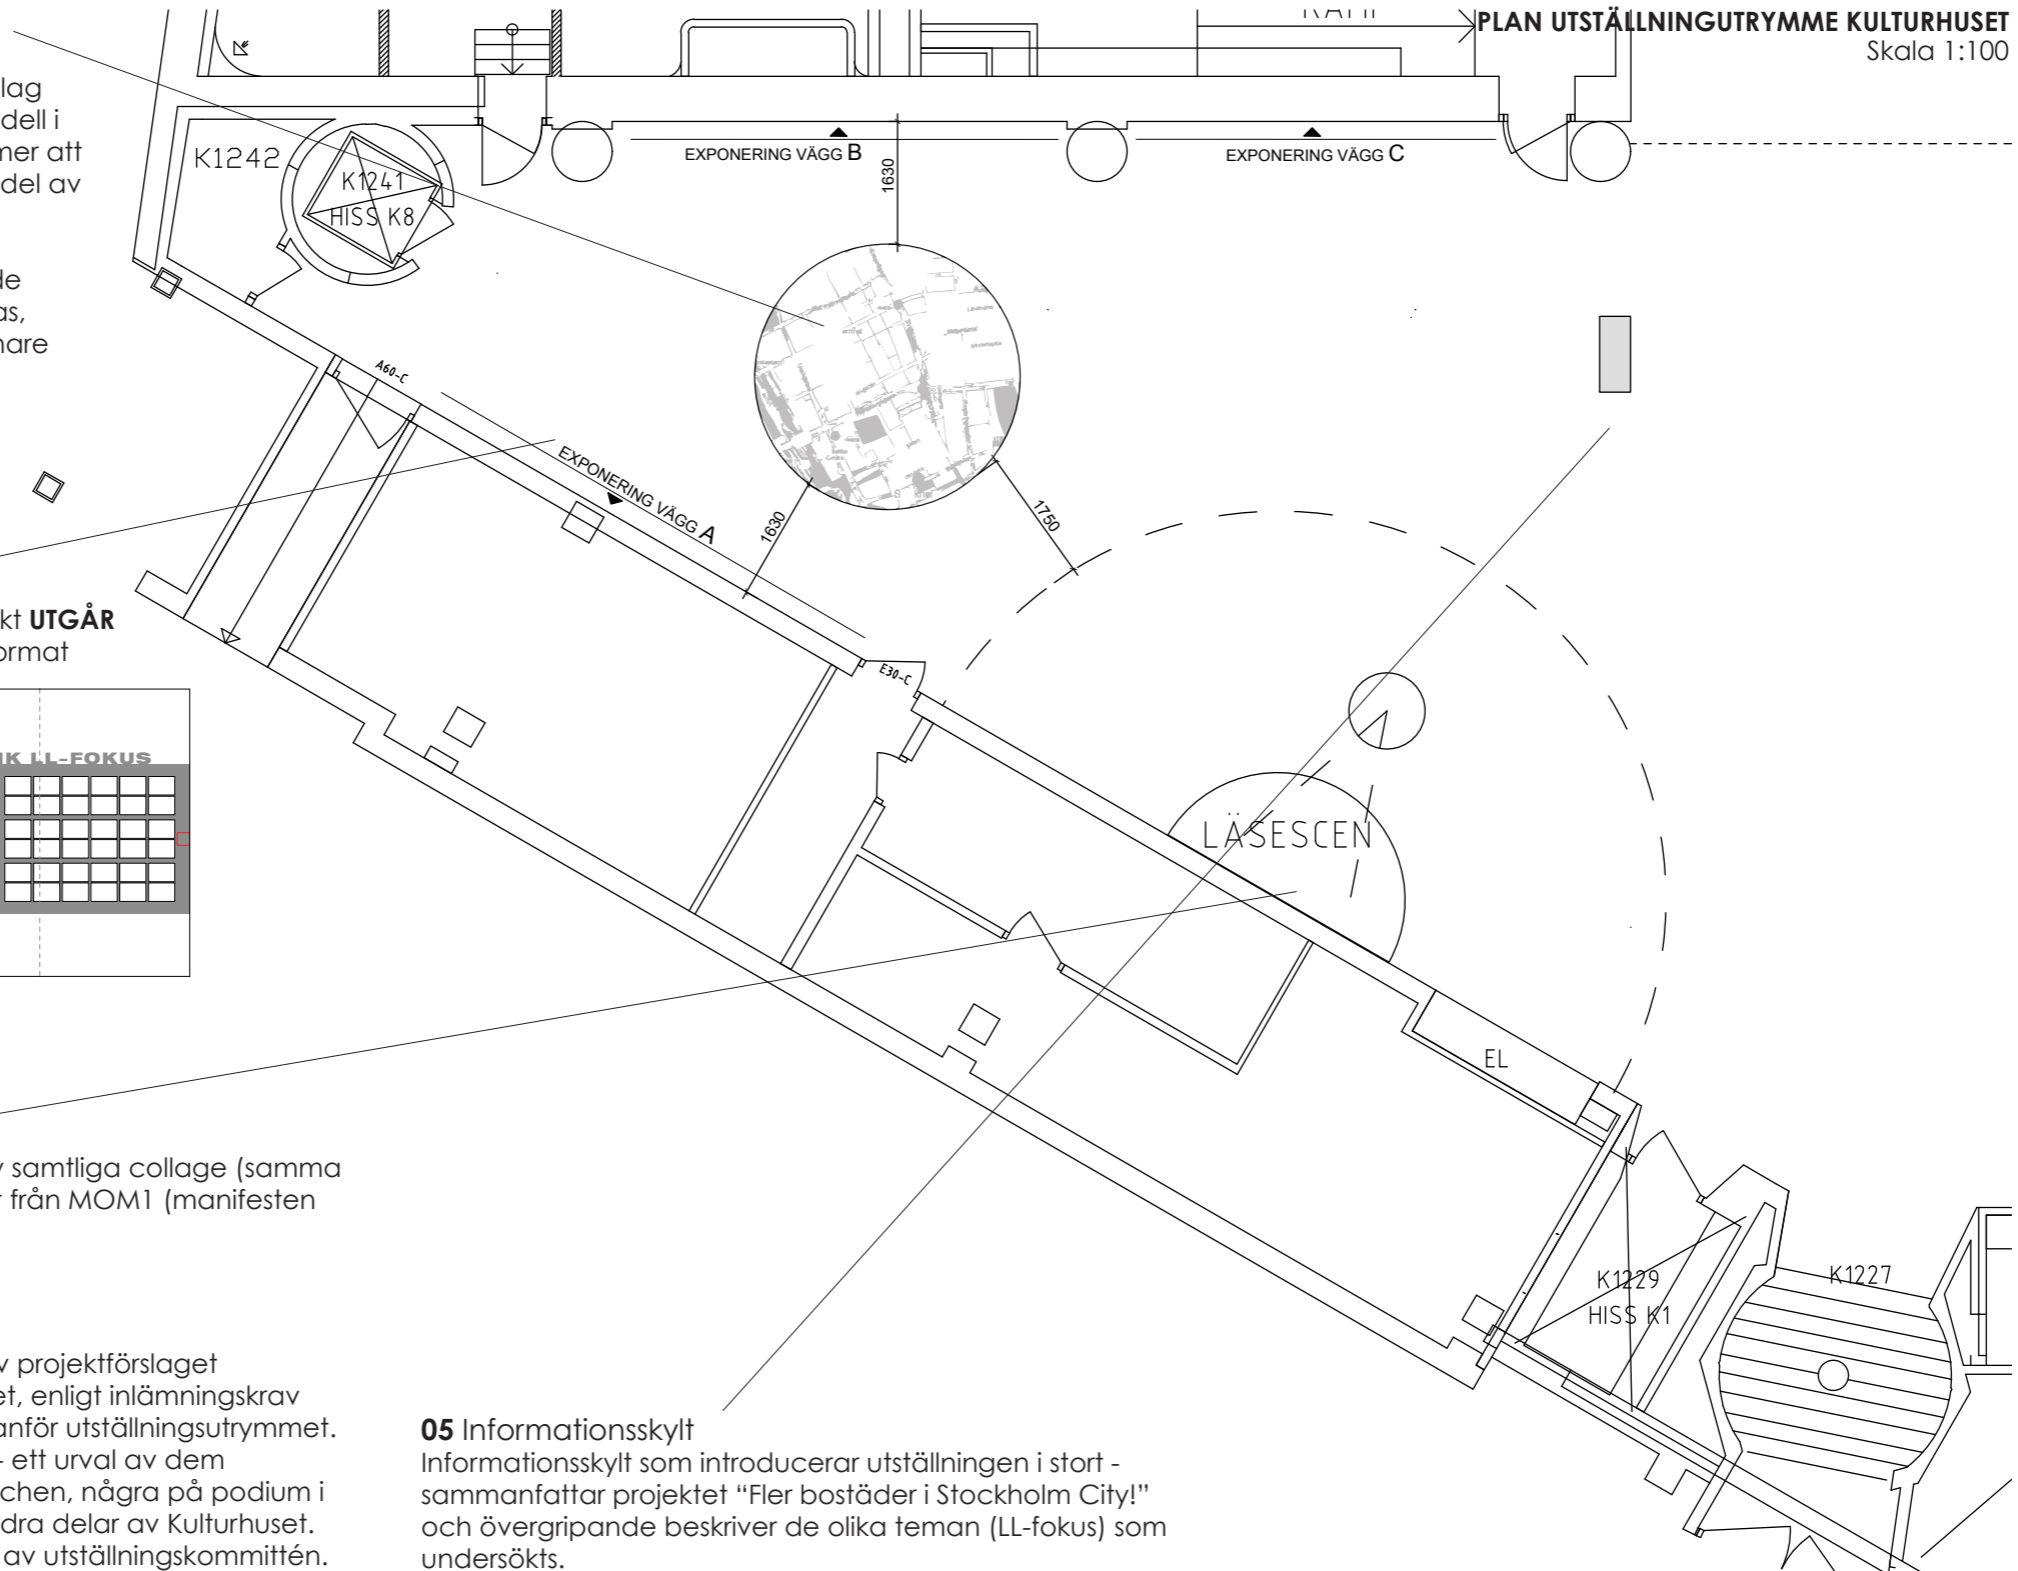 PLAN UTSTÄLLNINGUTRYMME KULTURHUSET
Skala 1:100
lag
dell i
ner att
del av
de
as,
nare
K1242
K1241
HISS K8
EXPONERING VÄGG B
EXPONERING VÄGG C
1630
A60-C
EXPONERING VÄGG A
1630
1750
E30-C
kt UTGÅR
ormat
LL-FOKUS
LÄSESCEN
EL
K1229
HISS K1
K1227
v samtliga collage (samma
r från MOM1 (manifesten
v projektförslaget
et, enligt inlämningskrav
anför utställningsutrymmet.
- ett urval av dem
chen, några på podium i
dra delar av Kulturhuset.
av utställningskommittén.
05 Informationsskylt
Informationsskylt som introducerar utställningen i stort -
sammanfattar projektet “Fler bostäder i Stockholm City!”
och övergripande beskriver de olika teman (LL-fokus) som
undersökts.